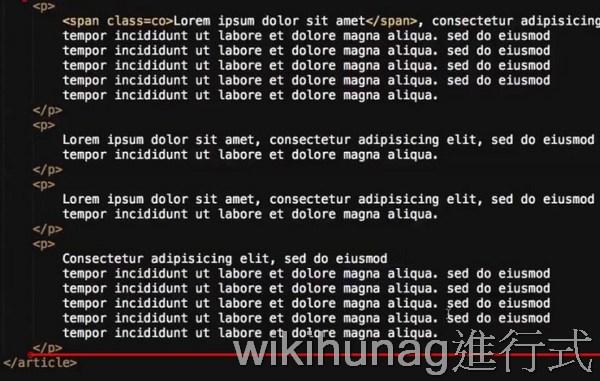 <p>
<span class=co>Lorem ipsum dolor sit amet</span>, consectetur adipisicing
tempor incididunt ut labore et dolore magna aliqua. sed do eiusmod
tempor incididunt ut labore et dolore magna aliqua. sed do eiusmod
tempor incididunt ut labore et dolore magna aliqua. sed do eiusmod
tempor incididunt ut labore et dolore magna aliqua. sed do eiusmod
tempor incididunt ut labore et dolore magna aliqua.
</p>
<p>
Lorem ipsum dolor sit amet, consectetur adipisicing elit, sed do eiusmod
tempor incididunt ut labore et dolore magna aliqua.
</p>
<p>
Lorem ipsum dolor sit amet, consectetur adipisicing elit, sed do eiusmod
tempor incididunt ut labore et dolore magna aliqua.
</p>
<p>
Consectetur adipisicing elit, sed do eiusmod
tempor incididunt ut labore et dolore magna aliqua. sed do eiusmod
tempor incididunt ut labore et dolore magna aliqua. sed do eiusmod
tempor incididunt ut labore et dolore magna aliqua. sed do eiusmod
tempor incididunt ut labore et dolore magna aliqua. sed do eiusmod
tempor incididunt ut labore et dolore magna aliqua.
</p>
</article>
wikihunag進行式